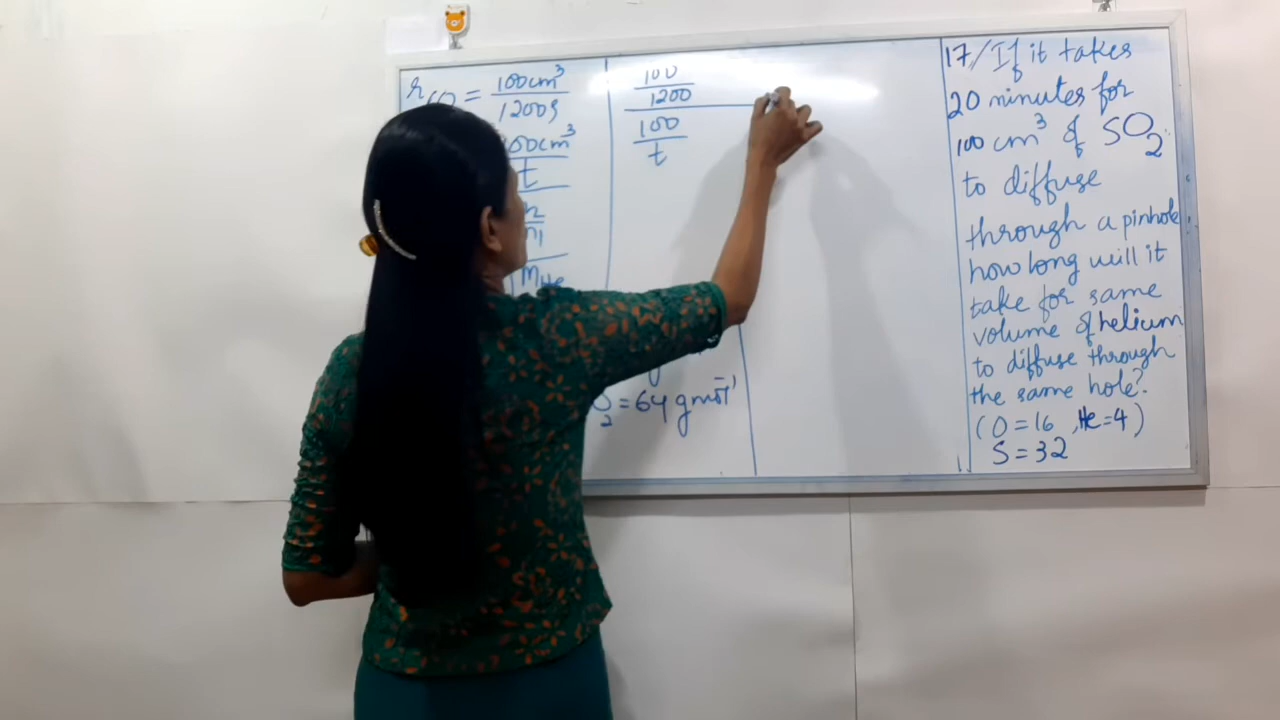 = 100cm³
1200s
00cm³
t
100
1200
100
t
= 64 gmol⁻¹
17/ If it takes
20 minutes for
100 cm³ of SO₂
to diffuse
through a pinhole
how long will it
take for same
volume of helium
to diffuse through
the same hole?
(O = 16, He = 4)
S = 32